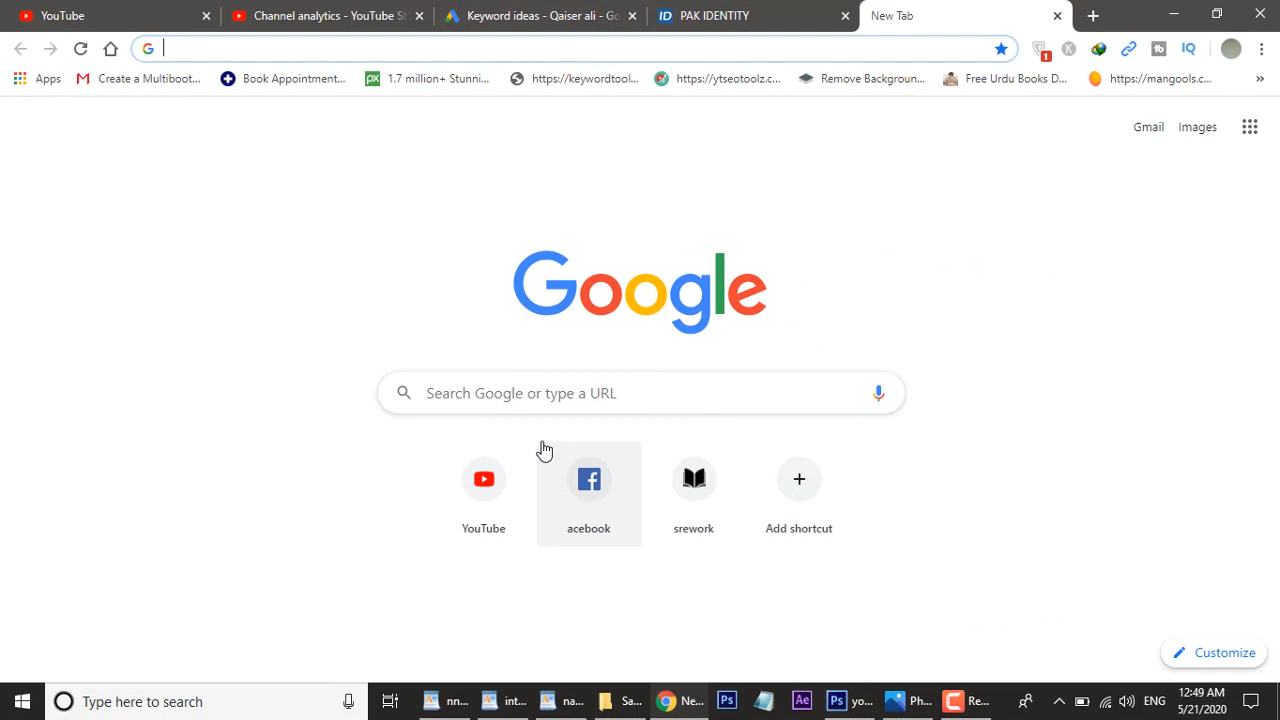 YouTube
Channel analytics - YouTube St
Keyword ideas - Qaiser ali - Go
PAK IDENTITY
New Tab
Apps
Create a Multiboot...
Book Appointment...
1.7 million+ Stunni...
https://keywordtool...
https://ytseotoolz.c...
Remove Backgroun...
Free Urdu Books D...
https://mangools.c...
»
Gmail
Images
Google
Search Google or type a URL
YouTube
acebook
srework
Add shortcut
Customize
Type here to search
nn...
int...
na...
Sa...
Ne...
yo...
Ph...
Re...
ENG
12:49 AM
5/21/2020